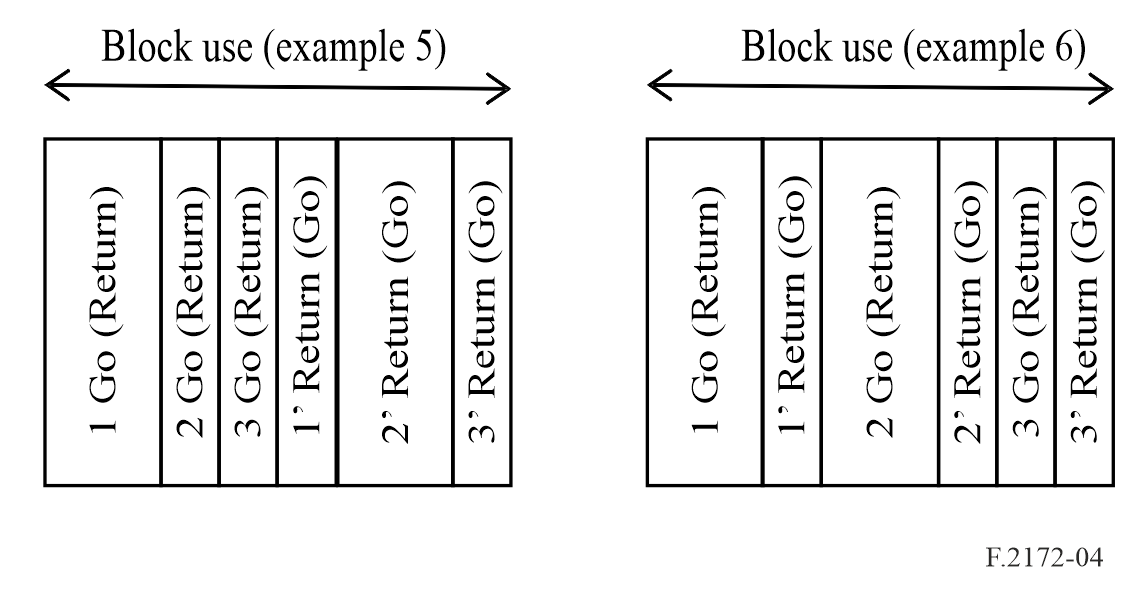 Block use (example 5)
1 Go (Return)
2 Go (Return)
3 Go (Return)
1’ Return (Go)
2’ Return (Go)
3’ Return (Go)
Block use (example 6)
1 Go (Return)
1’ Return (Go)
2 Go (Return)
2’ Return (Go)
3 Go (Return)
3’ Return (Go)
F.2172-04